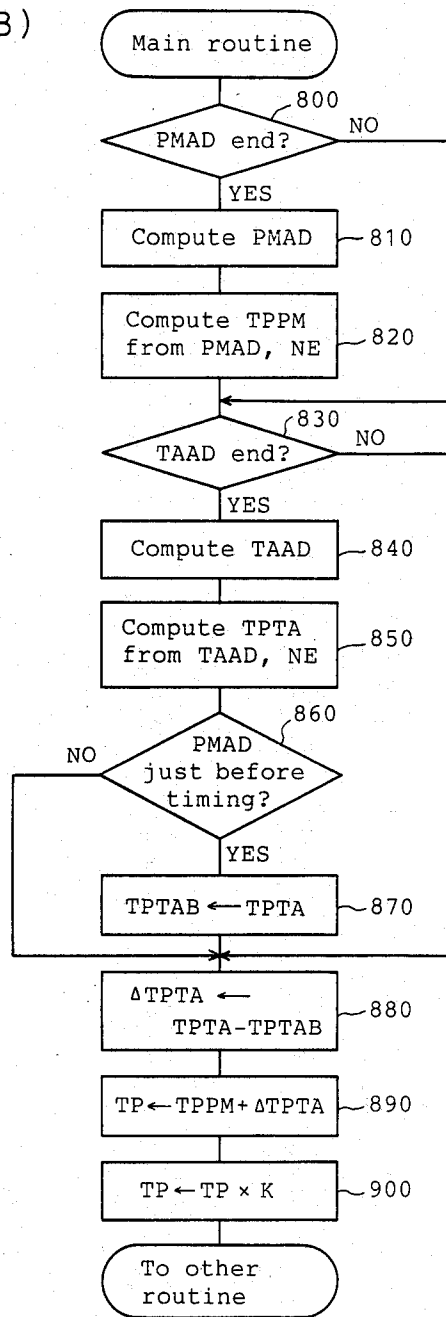 B)
Main routine
800
PMAD end?
NO
YES
Compute PMAD
810
Compute TPPM
from PMAD, NE
820
830
TAAD end?
NO
YES
Compute TAAD
840
Compute TPTA
from TAAD, NE
850
860
NO
PMAD
just before
timing?
YES
TPTAB ← TPTA
870
ΔTPTA ←
TPTA-TPTAB
880
TP←TPPM+ΔTPTA
890
TP←TP × K
900
To other
routine